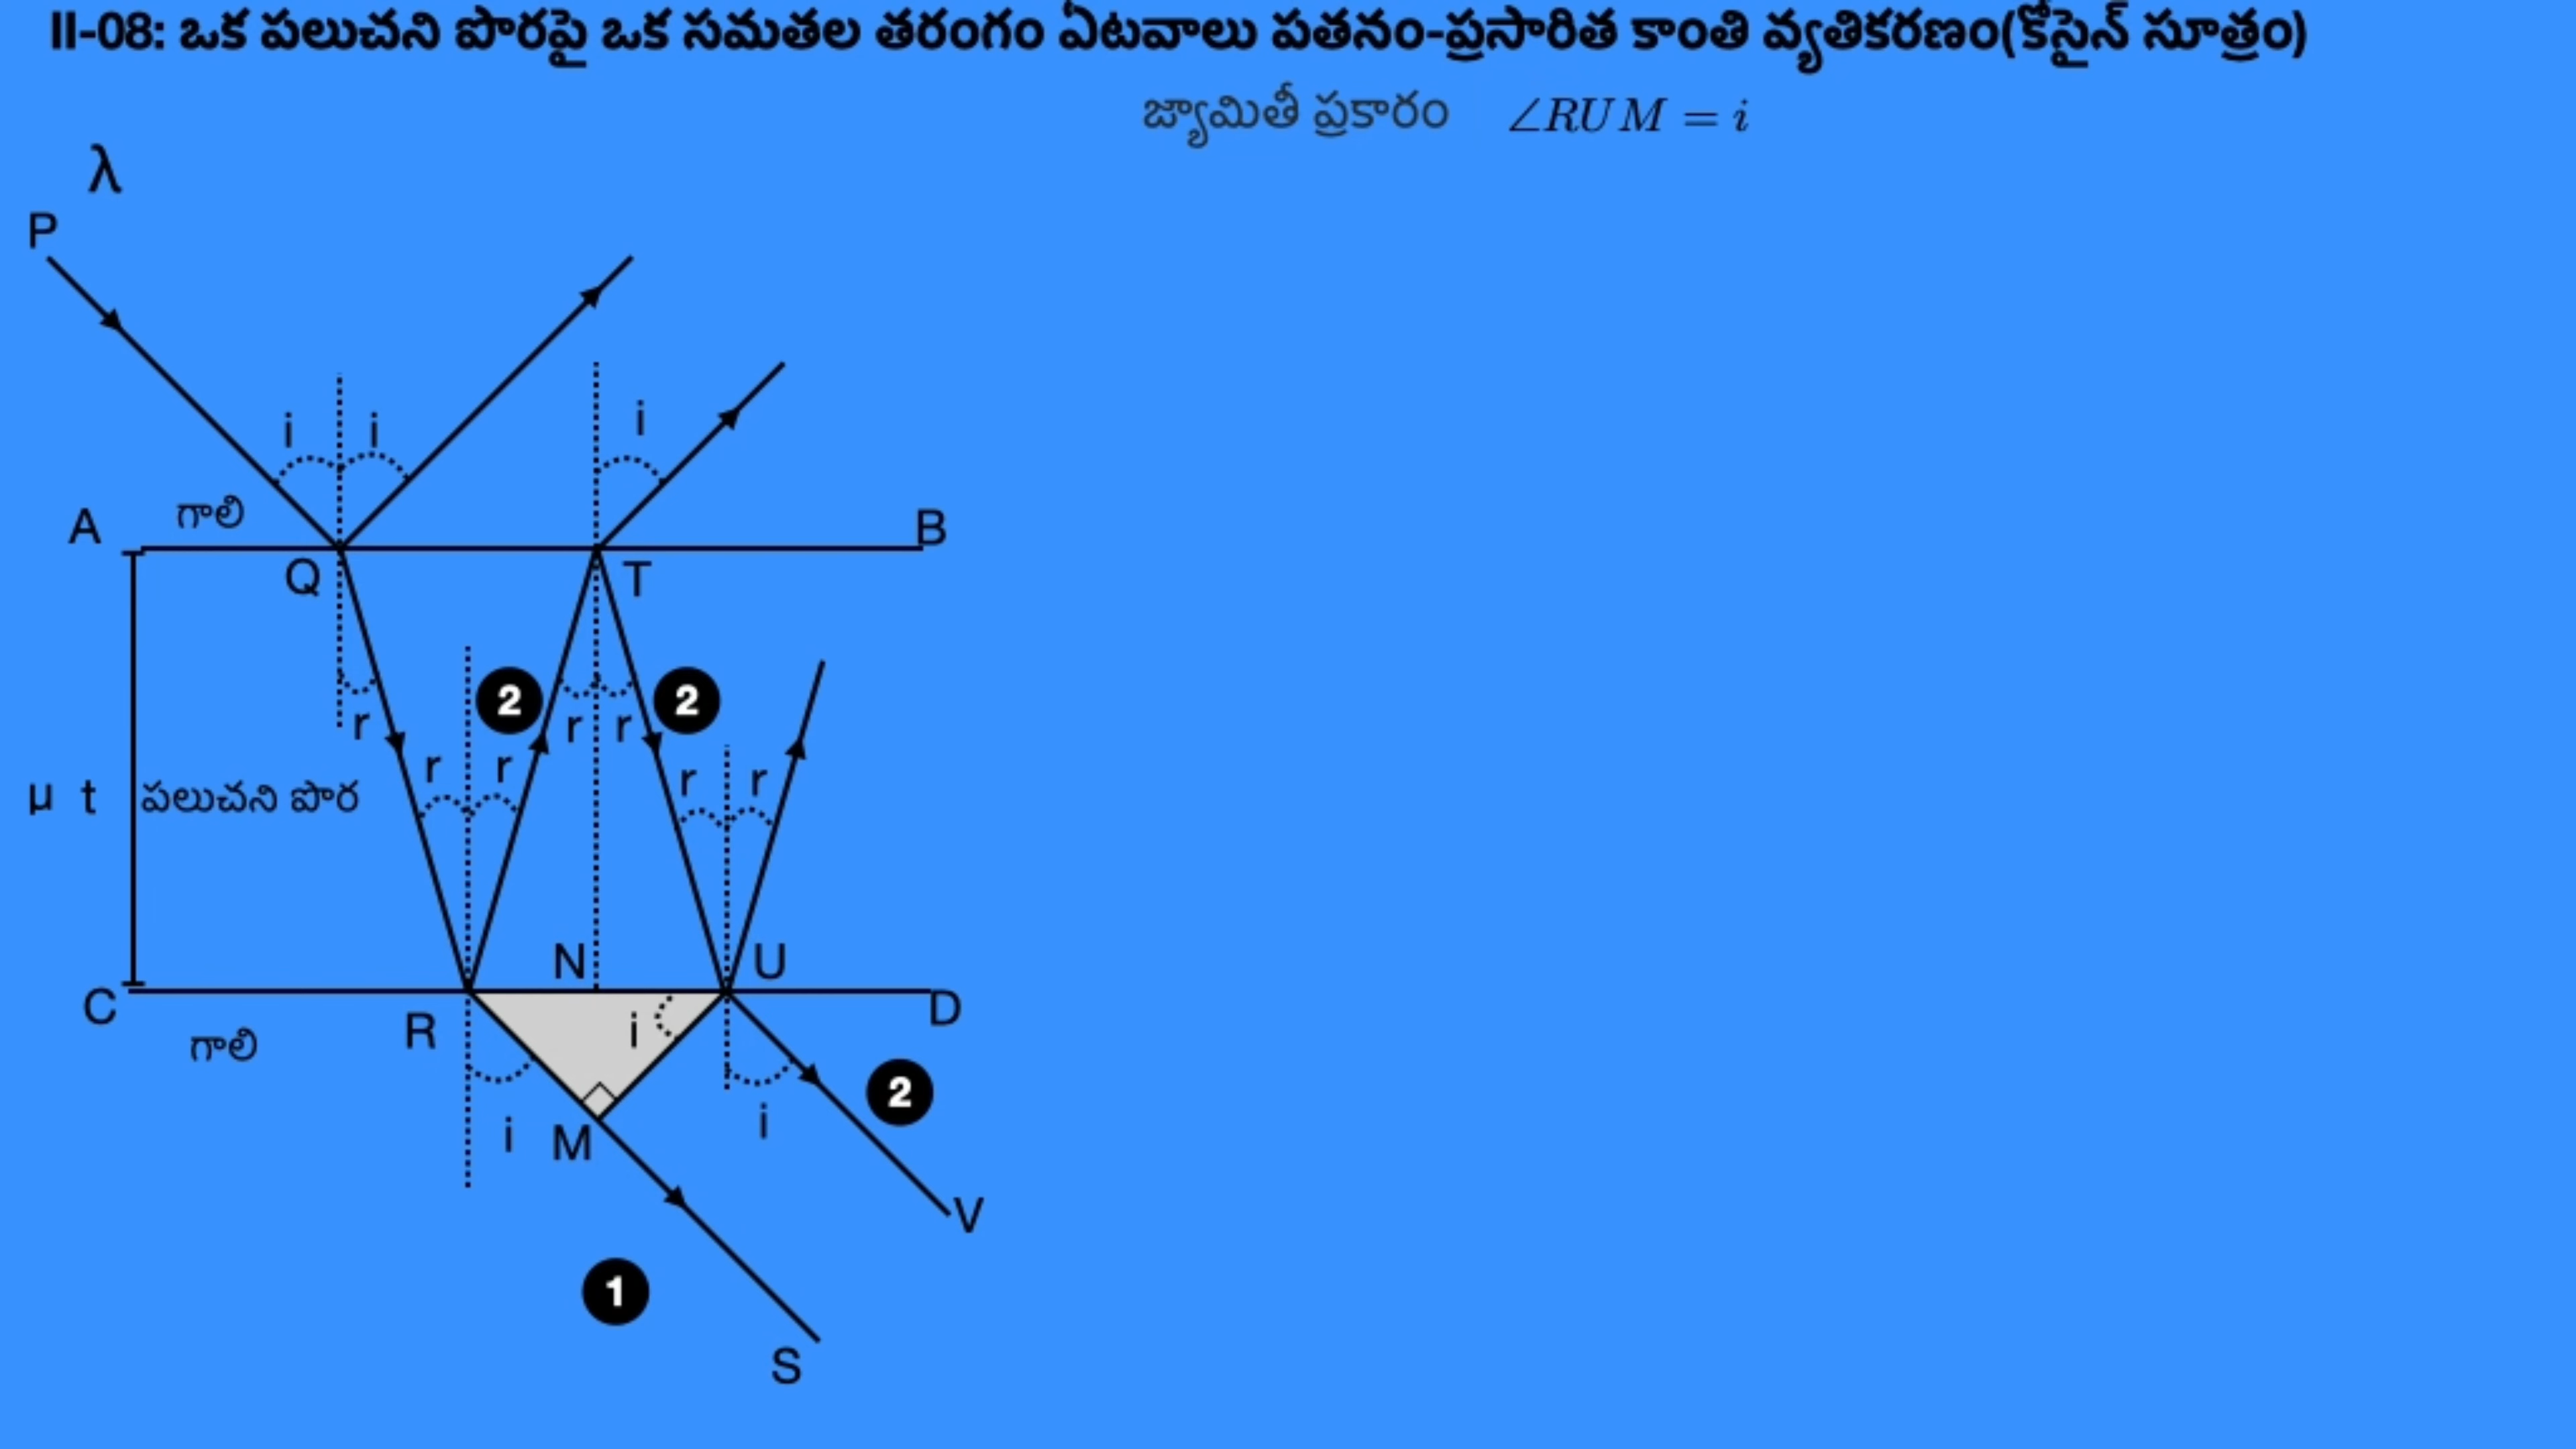 II-08: ఒక పలుచని పొరపై ఒక సమతల తరంగం ఏటవాలు పతనం-ప్రసారిత కాంతి వ్యతికరణం(కోసైన్ సూత్రం)
జ్యామితీ ప్రకారం ∠RUM = i
λ
P
i i i
A గాలి B
Q T
2 2
r r r
r r r r
μ t పలుచని పొర
N U
C D
R i
గాలి
2
i M i
V
1
S